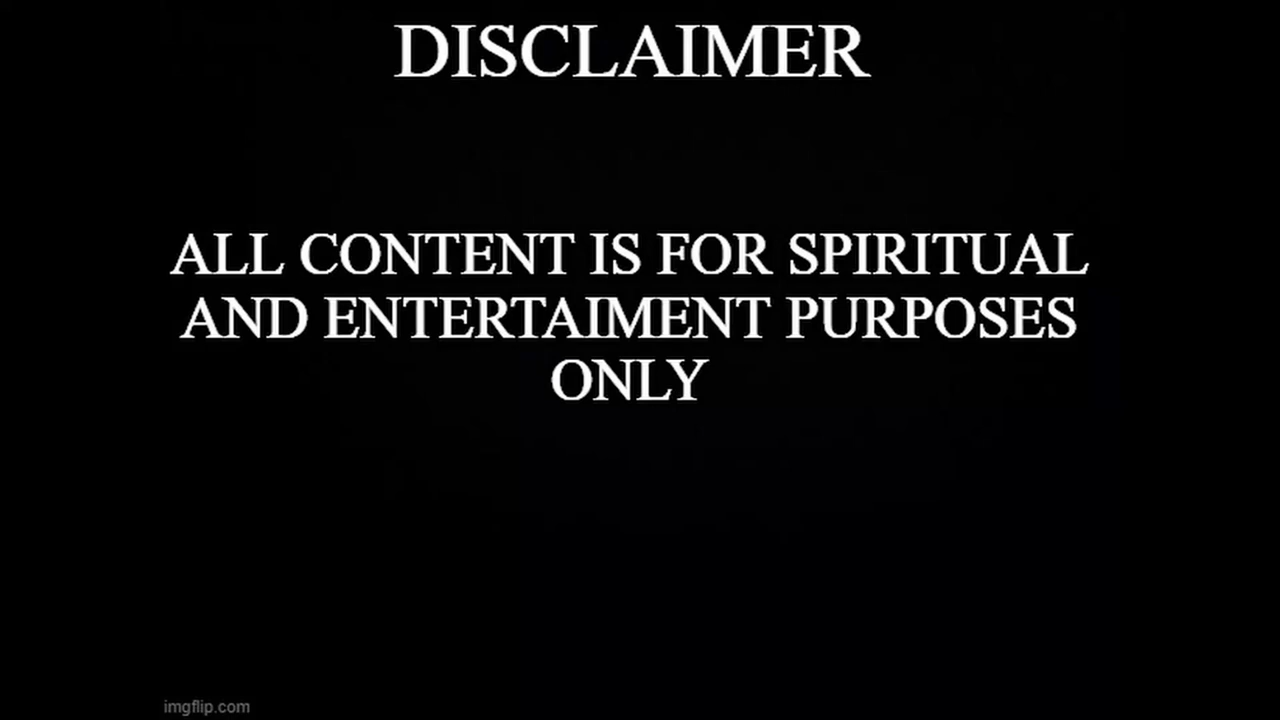 DISCLAIMER
ALL CONTENT IS FOR SPIRITUAL
AND ENTERTAIMENT PURPOSES
ONLY
imgflip.com